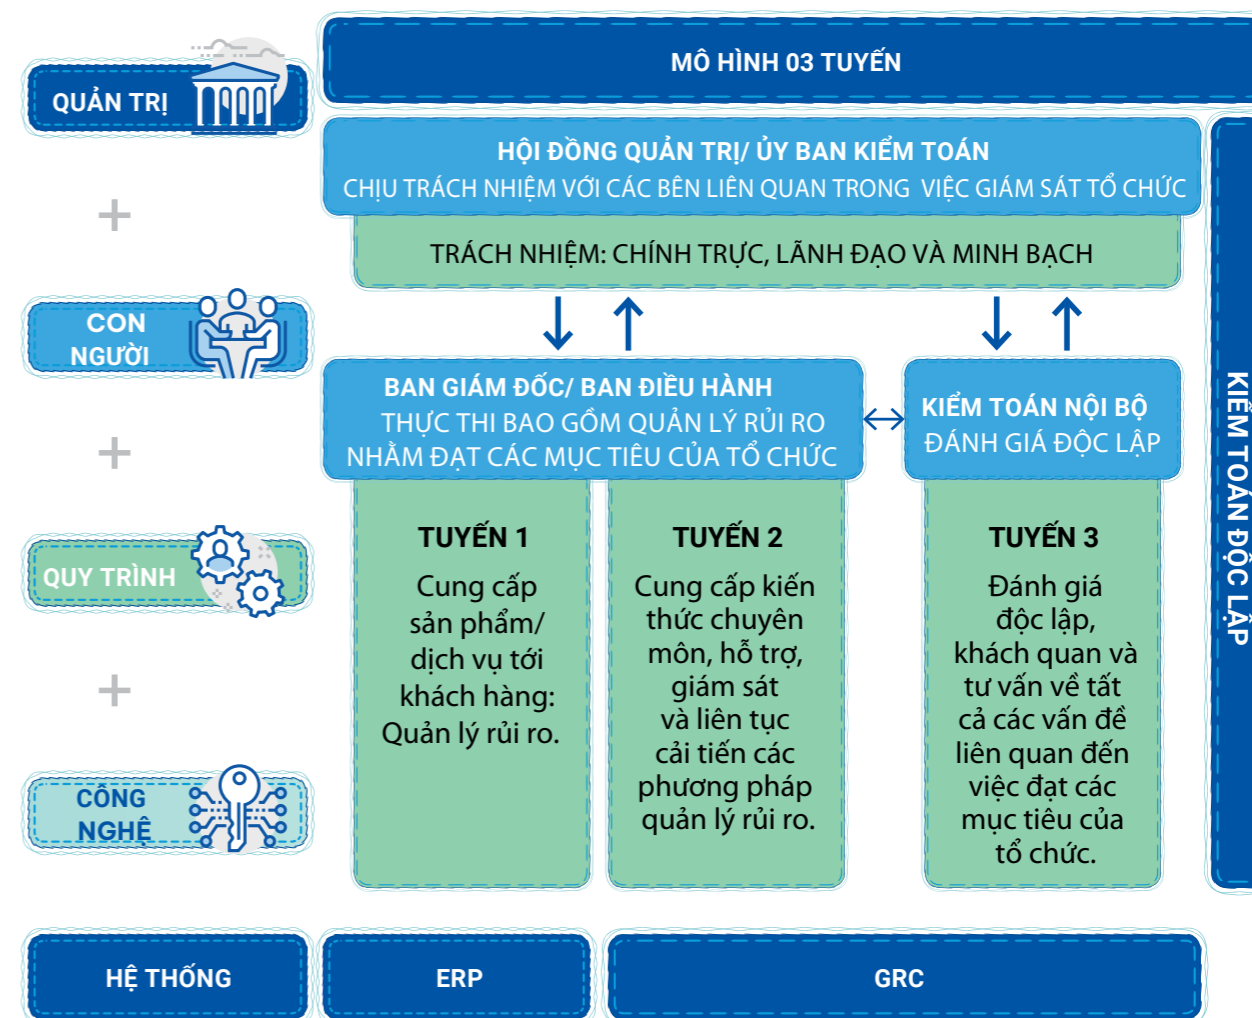 QUẢN TRỊ
MÔ HÌNH 03 TUYẾN
HỘI ĐỒNG QUẢN TRỊ/ ỦY BAN KIỂM TOÁN
CHỊU TRÁCH NHIỆM VỚI CÁC BÊN LIÊN QUAN TRONG VIỆC GIÁM SÁT TỔ CHỨC
TRÁCH NHIỆM: CHÍNH TRỰC, LÃNH ĐẠO VÀ MINH BẠCH
+
CON
NGƯỜI
BAN GIÁM ĐỐC/ BAN ĐIỀU HÀNH
THỰC THI BAO GỒM QUẢN LÝ RỦI RO
NHẰM ĐẠT CÁC MỤC TIÊU CỦA TỔ CHỨC
KIỂM TOÁN NỘI BỘ
ĐÁNH GIÁ ĐỘC LẬP
KIỂM TOÁN ĐỘC LẬP
+
QUY TRÌNH
+
CÔNG
NGHỆ
TUYẾN 1
Cung cấp
sản phẩm/
dịch vụ tới
khách hàng:
Quản lý rủi ro.
TUYẾN 2
Cung cấp kiến
thức chuyên
môn, hỗ trợ,
giám sát
và liên tục
cải tiến các
phương pháp
quản lý rủi ro.
TUYẾN 3
Đánh giá
độc lập,
khách quan và
tư vấn về tất
cả các vấn đề
liên quan đến
việc đạt các
mục tiêu của
tổ chức.
HỆ THỐNG
ERP
GRC